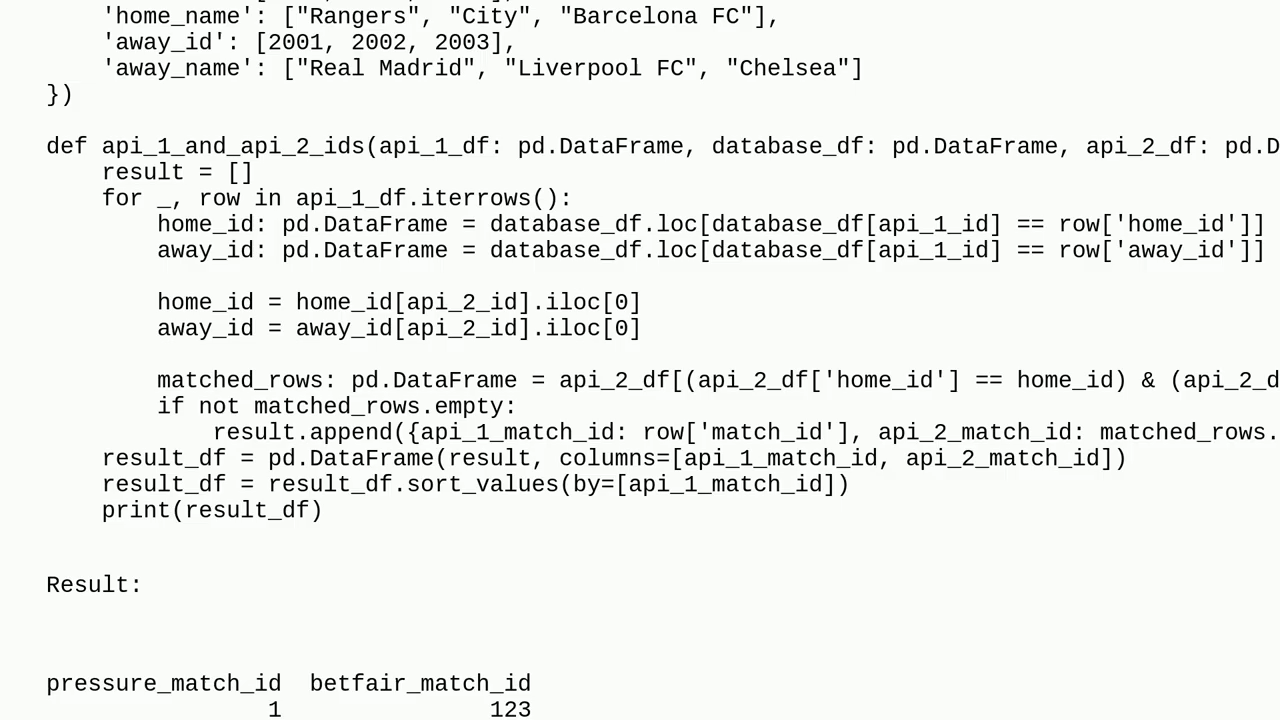 'home_name': ["Rangers", "City", "Barcelona FC"],
'away_id': [2001, 2002, 2003],
'away_name': ["Real Madrid", "Liverpool FC", "Chelsea"]
})
def api_1_and_api_2_ids(api_1_df: pd.DataFrame, database_df: pd.DataFrame, api_2_df: pd.D
result = []
for _, row in api_1_df.iterrows():
home_id: pd.DataFrame = database_df.loc[database_df[api_1_id] == row['home_id']]
away_id: pd.DataFrame = database_df.loc[database_df[api_1_id] == row['away_id']]
home_id = home_id[api_2_id].iloc[0]
away_id = away_id[api_2_id].iloc[0]
matched_rows: pd.DataFrame = api_2_df[(api_2_df['home_id'] == home_id) & (api_2_d
if not matched_rows.empty:
result.append({api_1_match_id: row['match_id'], api_2_match_id: matched_rows.
result_df = pd.DataFrame(result, columns=[api_1_match_id, api_2_match_id])
result_df = result_df.sort_values(by=[api_1_match_id])
print(result_df)
Result:
pressure_match_id  betfair_match_id
1 123